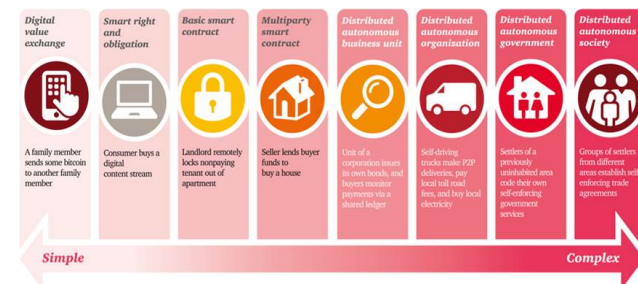 Digital
value
exchange
A family member
sends some bitcoin
to another family
member
Smart right
and
obligation
Consumer buys a
digital
content stream
Basic smart
contract
Landlord remotely
locks nonpaying
tenant out of
apartment
Multiparty
smart
contract
Seller lends buyer
funds to
buy a house
Distributed
autonomous
business unit
Unit of a
corporation issues
its own bonds, and
buyers monitor
payments via a
shared ledger
Distributed
autonomous
organisation
Self-driving
trucks make P2P
deliveries, pay
local toll road
fees, and buy local
electricity
Distributed
autonomous
government
Settlers of a
previously
uninhabited area
code their own
self-enforcing
government
services
Distributed
autonomous
society
Groups of settlers
from different
areas establish self
enforcing trade
agreements
Simple
Complex